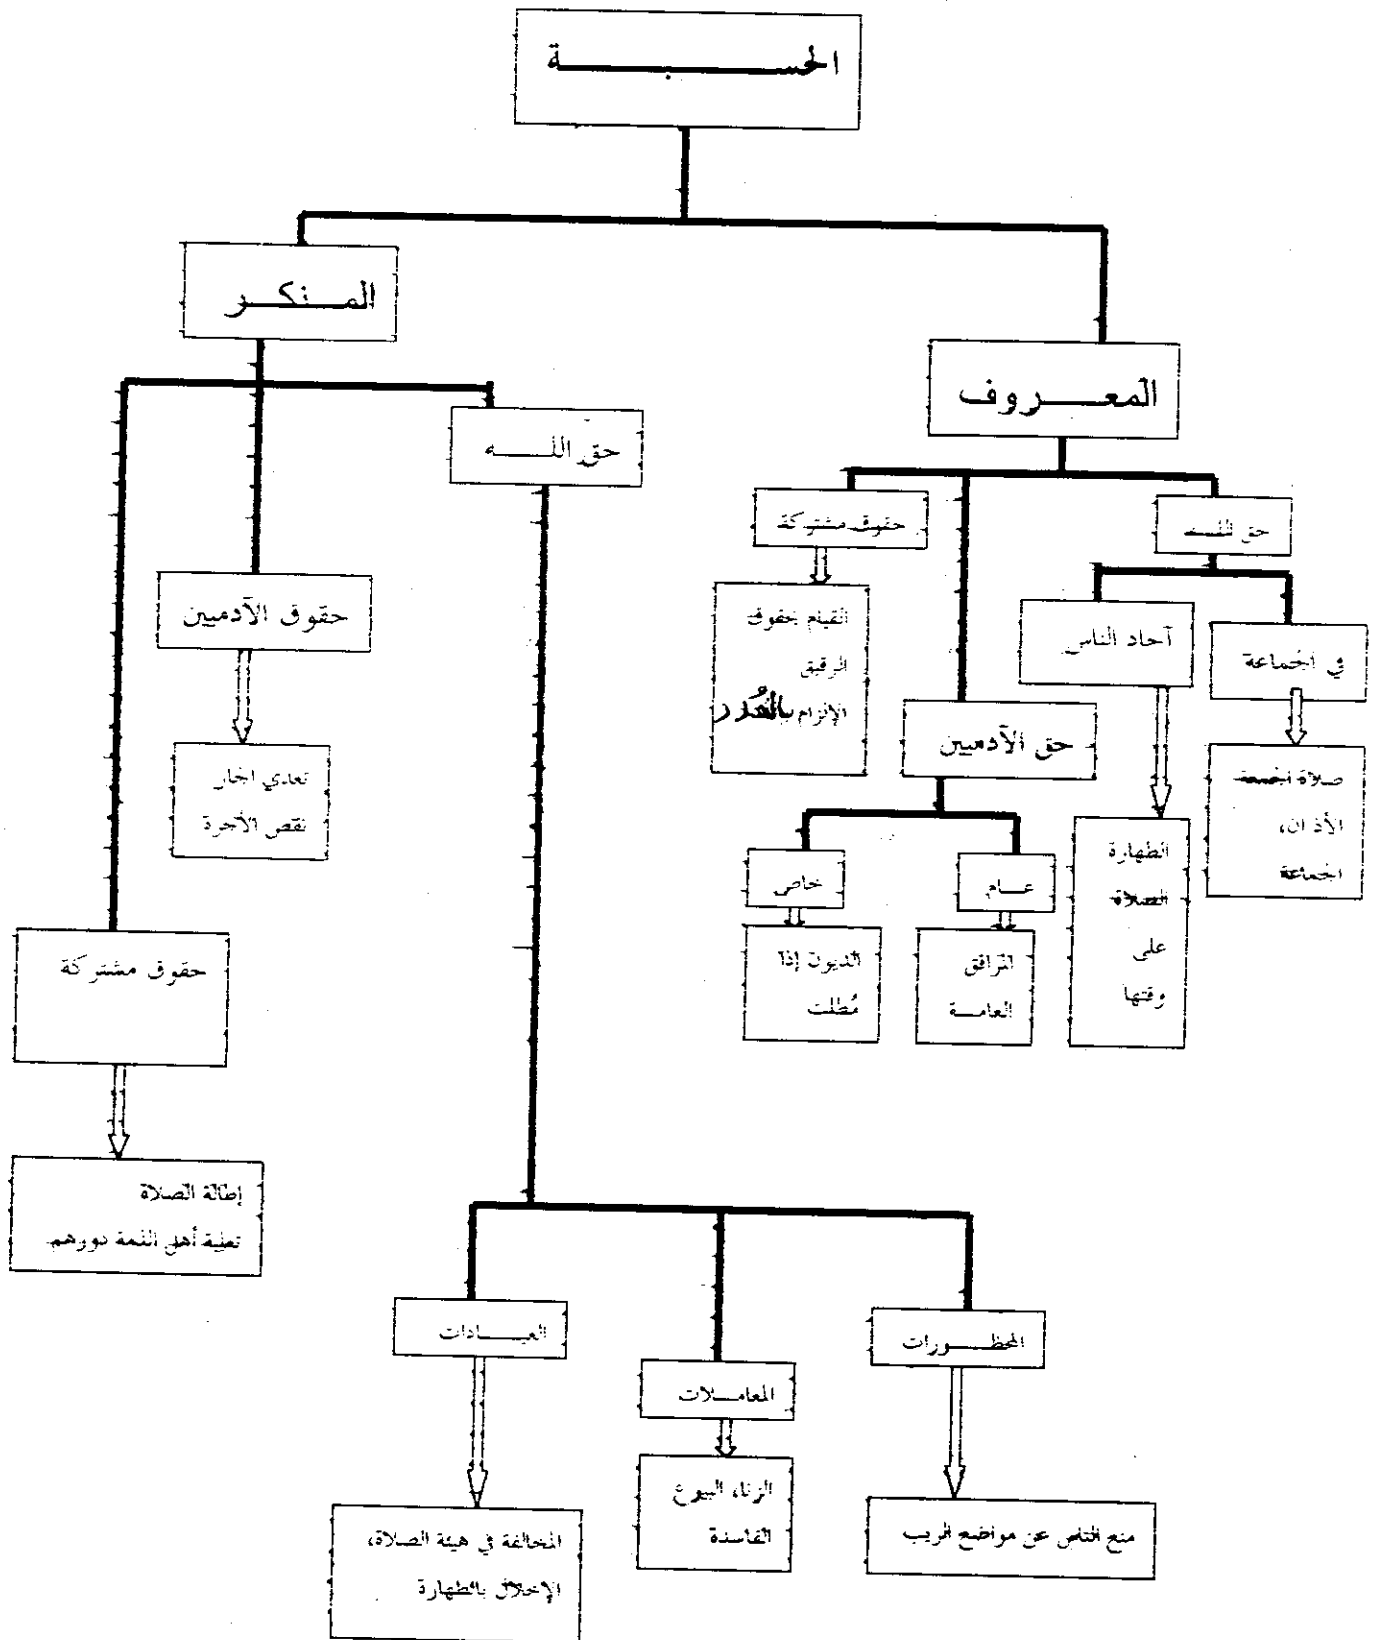 الحسبة
المنكر
المعروف
حق الله
حقوق مشتركة
حق الله
حقوق الآدميين
القيام بحقوق
الرقيق
الإلزام بالعُدد
آحاد الناس
في الجماعة
حق الآدميين
تعدي الجار
نقص الأجرة
صلاة الجمعة
الأذان،
الجماعة
الطهارة
الصلاة
على
وقتها
خاص
عام
حقوق مشتركة
الديون إذا
مُطلت
المرافق
العامة
إطالة الصلاة
تعلية أهل الذمة دورهم
العبادات
المعاملات
المحظورات
الزنا، البيوع
الفاسدة
منع الناس عن مواضع الريب
المخالفة في هيئة الصلاة،
الإخلال بالطهارة